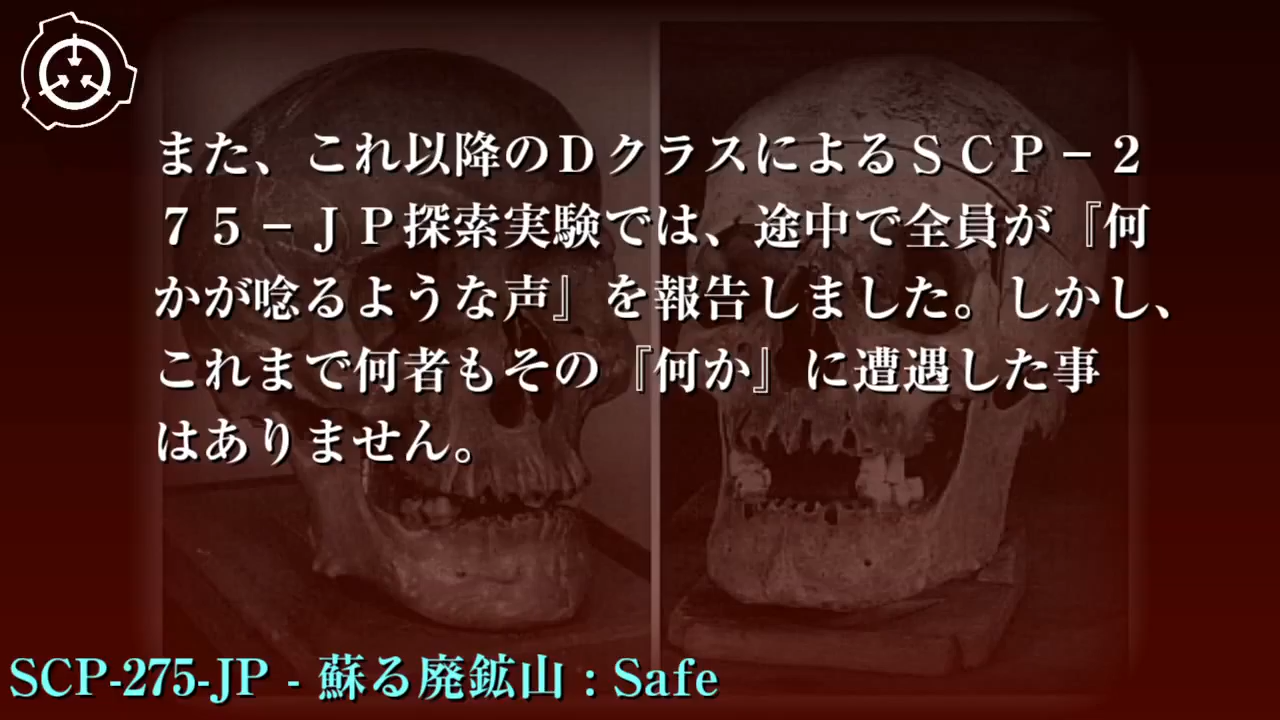 また、これ以降のＤクラスによるＳＣＰ－２
７５－ＪＰ探索実験では、途中で全員が『何
かが唸るような声』を報告しました。しかし、
これまで何者もその『何か』に遭遇した事
はありません。
SCP-275-JP - 蘇る廃鉱山 : Safe